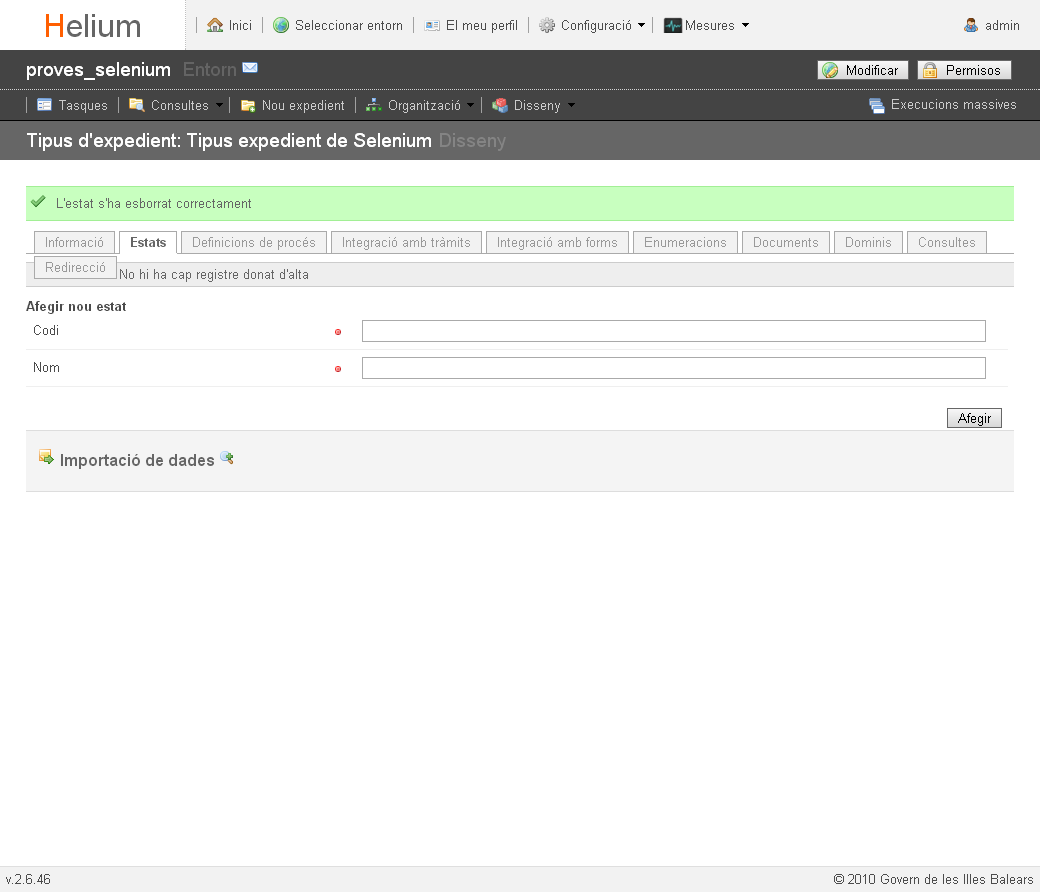 Helium
Inici Seleccionar entorn El meu perfil Configuració Mesures admin
proves_selenium Entorn Modificar Permisos
Tasques Consultes Nou expedient Organització Disseny Execucions massives
Tipus d'expedient: Tipus expedient de Selenium Disseny
L'estat s'ha esborrat correctament
Informació Estats Definicions de procés Integració amb tràmits Integració amb forms Enumeracions Documents Dominis Consultes
Redirecció No hi ha cap registre donat d'alta
Afegir nou estat
Codi
Nom
Afegir
Importació de dades
v.2.6.46 © 2010 Govern de les Illes Balears